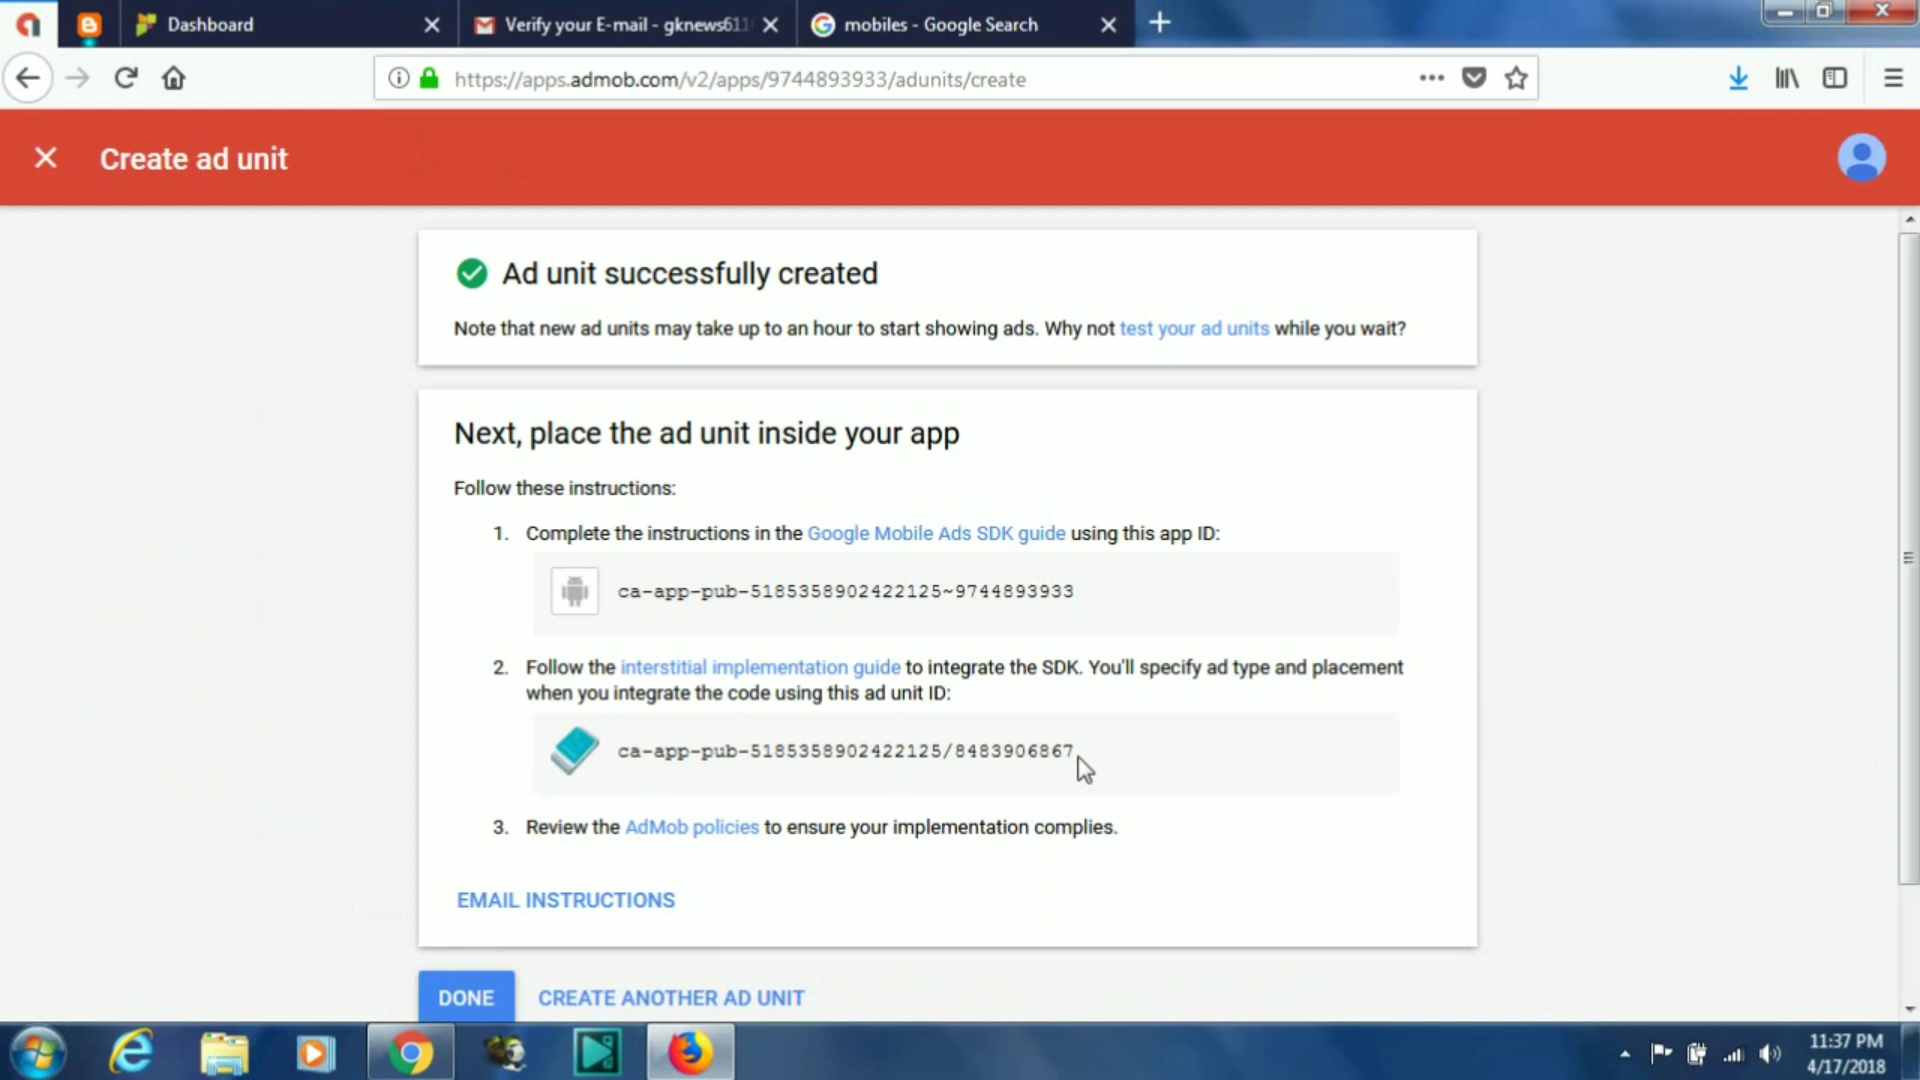 Dashboard
Verify your E-mail - gknews611
mobiles - Google Search
https://apps.admob.com/v2/apps/9744893933/adunits/create
Create ad unit
Ad unit successfully created
Note that new ad units may take up to an hour to start showing ads. Why not test your ad units while you wait?
Next, place the ad unit inside your app
Follow these instructions:
1. Complete the instructions in the Google Mobile Ads SDK guide using this app ID:
ca-app-pub-5185358902422125~9744893933
2. Follow the interstitial implementation guide to integrate the SDK. You'll specify ad type and placement
when you integrate the code using this ad unit ID:
ca-app-pub-5185358902422125/8483906867
3. Review the AdMob policies to ensure your implementation complies.
EMAIL INSTRUCTIONS
DONE
CREATE ANOTHER AD UNIT
11:37 PM
4/17/2018